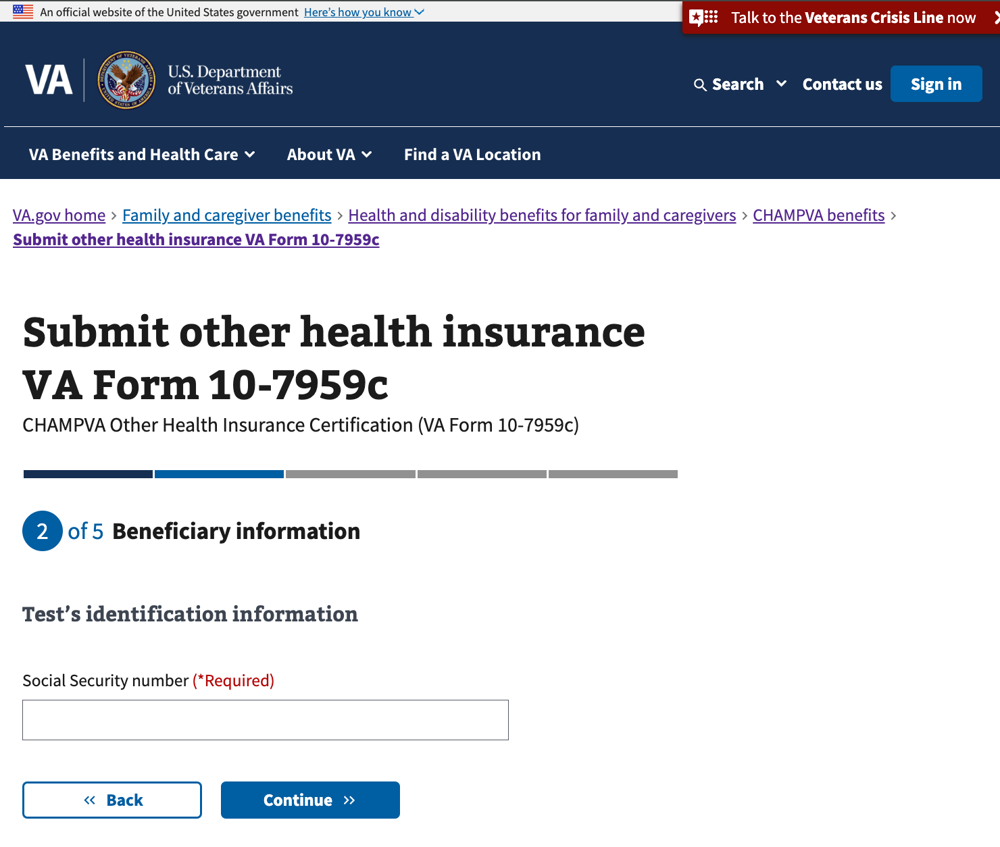 An official website of the United States government Here’s how you know
Talk to the Veterans Crisis Line now
VA
U.S. Department
of Veterans Affairs
Search
Contact us
Sign in
VA Benefits and Health Care
About VA
Find a VA Location
VA.gov home › Family and caregiver benefits › Health and disability benefits for family and caregivers › CHAMPVA benefits ›
Submit other health insurance VA Form 10-7959c
Submit other health insurance
VA Form 10-7959c
CHAMPVA Other Health Insurance Certification (VA Form 10-7959c)
2 of 5 Beneficiary information
Test’s identification information
Social Security number (*Required)
« Back
Continue »